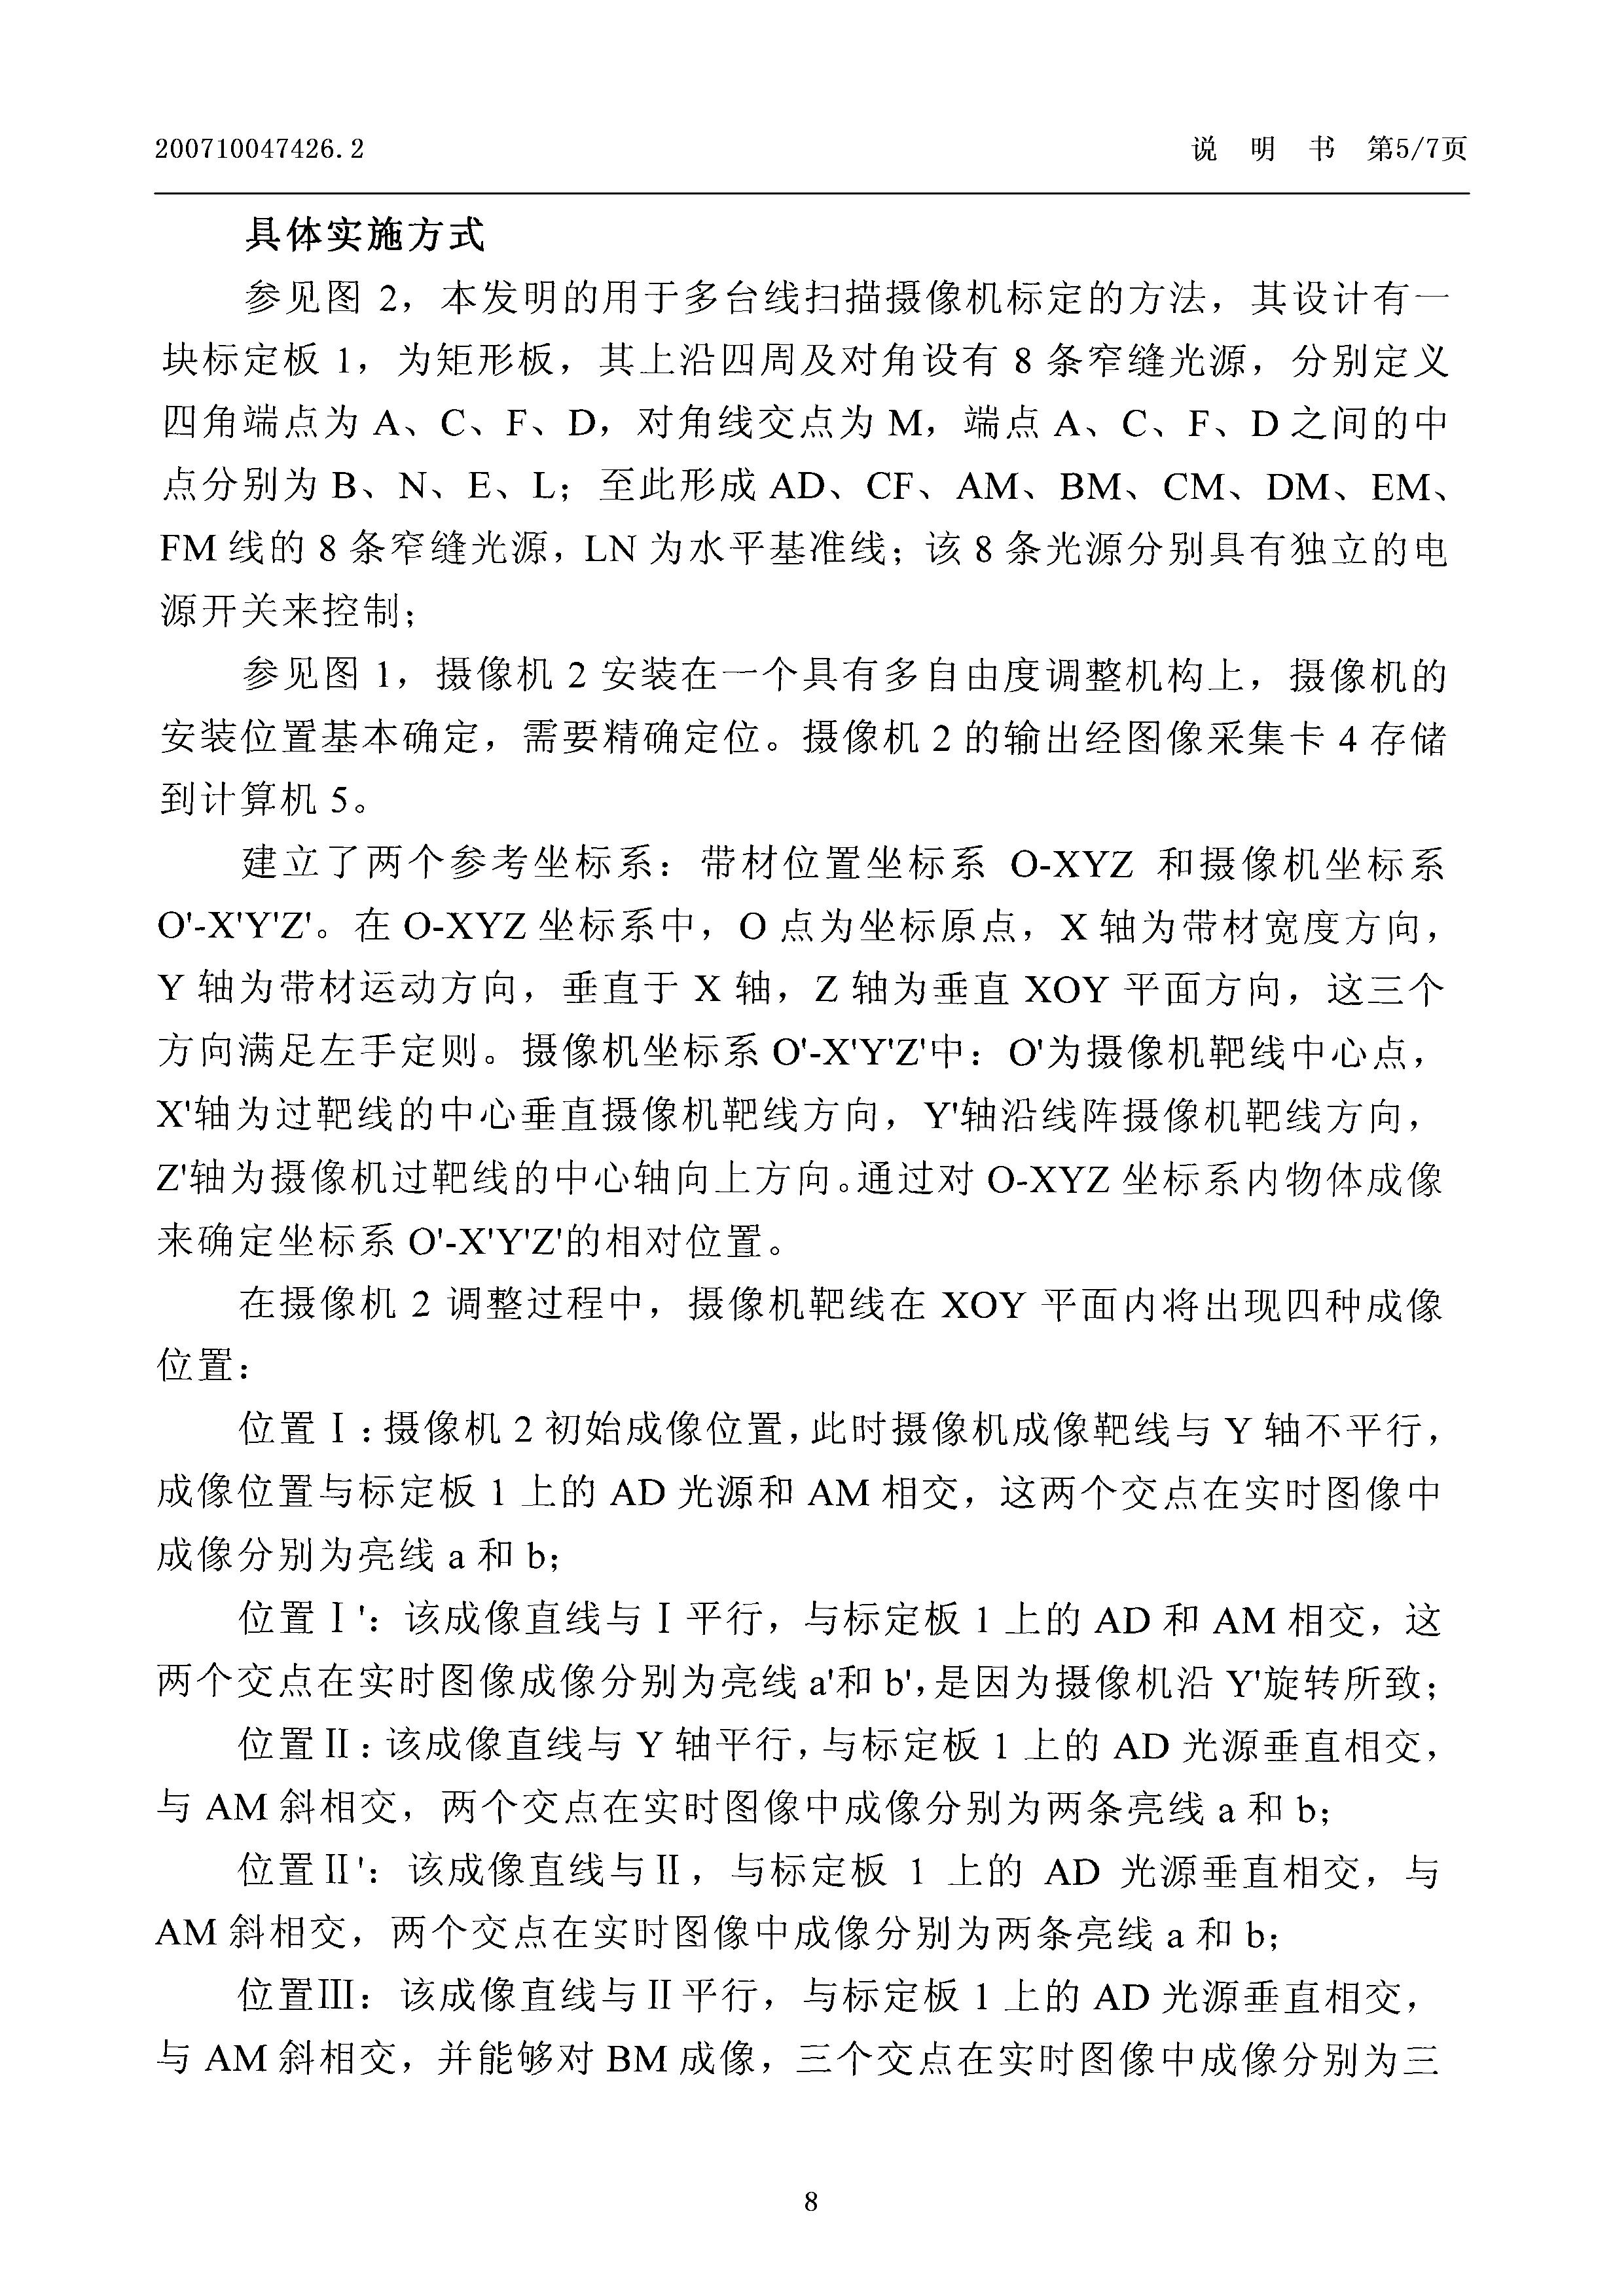 200710047426.2 说 明 书 第5/7页
具体实施方式
参见图 2，本发明的用于多台线扫描摄像机标定的方法，其设计有一
块标定板 1，为矩形板，其上沿四周及对角设有 8 条窄缝光源，分别定义
四角端点为 A、C、F、D，对角线交点为 M，端点 A、C、F、D 之间的中
点分别为 B、N、E、L；至此形成 AD、CF、AM、BM、CM、DM、EM、
FM 线的 8 条窄缝光源，LN 为水平基准线；该 8 条光源分别具有独立的电
源开关来控制；
参见图 1，摄像机 2 安装在一个具有多自由度调整机构上，摄像机的
安装位置基本确定，需要精确定位。摄像机 2 的输出经图像采集卡 4 存储
到计算机 5。
建立了两个参考坐标系：带材位置坐标系 O-XYZ 和摄像机坐标系
O'-X'Y'Z'。在 O-XYZ 坐标系中，O 点为坐标原点，X 轴为带材宽度方向，
Y 轴为带材运动方向，垂直于 X 轴，Z 轴为垂直 XOY 平面方向，这三个
方向满足左手定则。摄像机坐标系 O'-X'Y'Z'中：O'为摄像机靶线中心点，
X'轴为过靶线的中心垂直摄像机靶线方向，Y'轴沿线阵摄像机靶线方向，
Z'轴为摄像机过靶线的中心轴向上方向。通过对 O-XYZ 坐标系内物体成像
来确定坐标系 O'-X'Y'Z'的相对位置。
在摄像机 2 调整过程中，摄像机靶线在 XOY 平面内将出现四种成像
位置：
位置Ⅰ：摄像机 2 初始成像位置，此时摄像机成像靶线与 Y 轴不平行，
成像位置与标定板 1 上的 AD 光源和 AM 相交，这两个交点在实时图像中
成像分别为亮线 a 和 b；
位置Ⅰ'：该成像直线与Ⅰ平行，与标定板 1 上的 AD 和 AM 相交，这
两个交点在实时图像成像分别为亮线 a'和 b'，是因为摄像机沿 Y'旋转所致；
位置Ⅱ：该成像直线与 Y 轴平行，与标定板 1 上的 AD 光源垂直相交，
与 AM 斜相交，两个交点在实时图像中成像分别为两条亮线 a 和 b；
位置Ⅱ'：该成像直线与Ⅱ，与标定板 1 上的 AD 光源垂直相交，与
AM 斜相交，两个交点在实时图像中成像分别为两条亮线 a 和 b；
位置Ⅲ：该成像直线与Ⅱ平行，与标定板 1 上的 AD 光源垂直相交，
与 AM 斜相交，并能够对 BM 成像，三个交点在实时图像中成像分别为三
8